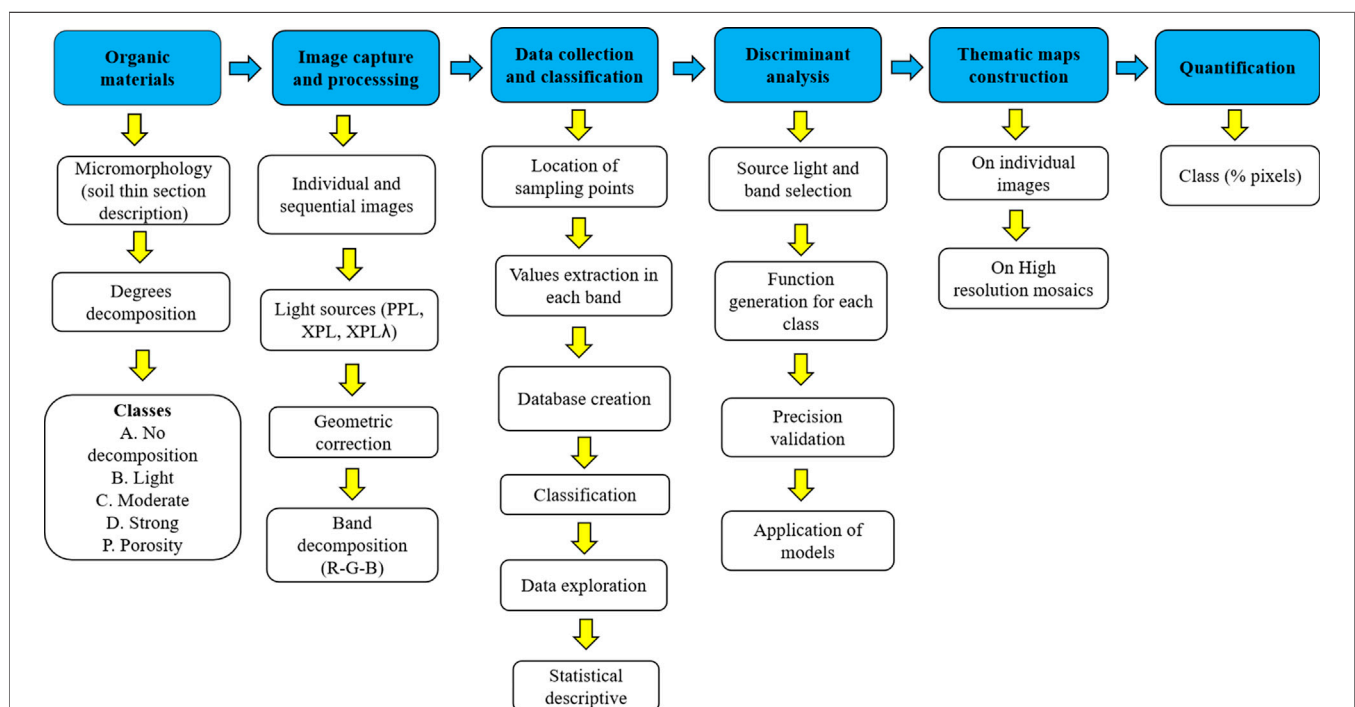 Organic
materials
Image capture
and processsing
Data collection
and classification
Discriminant
analysis
Thematic maps
construction
Quantification
Micromorphology
(soil thin section
description)
Degrees
decomposition
Classes
A. No
decomposition
B. Light
C. Moderate
D. Strong
P. Porosity
Individual and
sequential images
Light sources (PPL,
XPL, XPLλ)
Geometric
correction
Band
decomposition
(R-G-B)
Location of
sampling points
Values extraction in
each band
Database creation
Classification
Data exploration
Statistical
descriptive
Source light and
band selection
Function
generation for each
class
Precision
validation
Application of
models
On individual
images
On High
resolution mosaics
Class (% pixels)